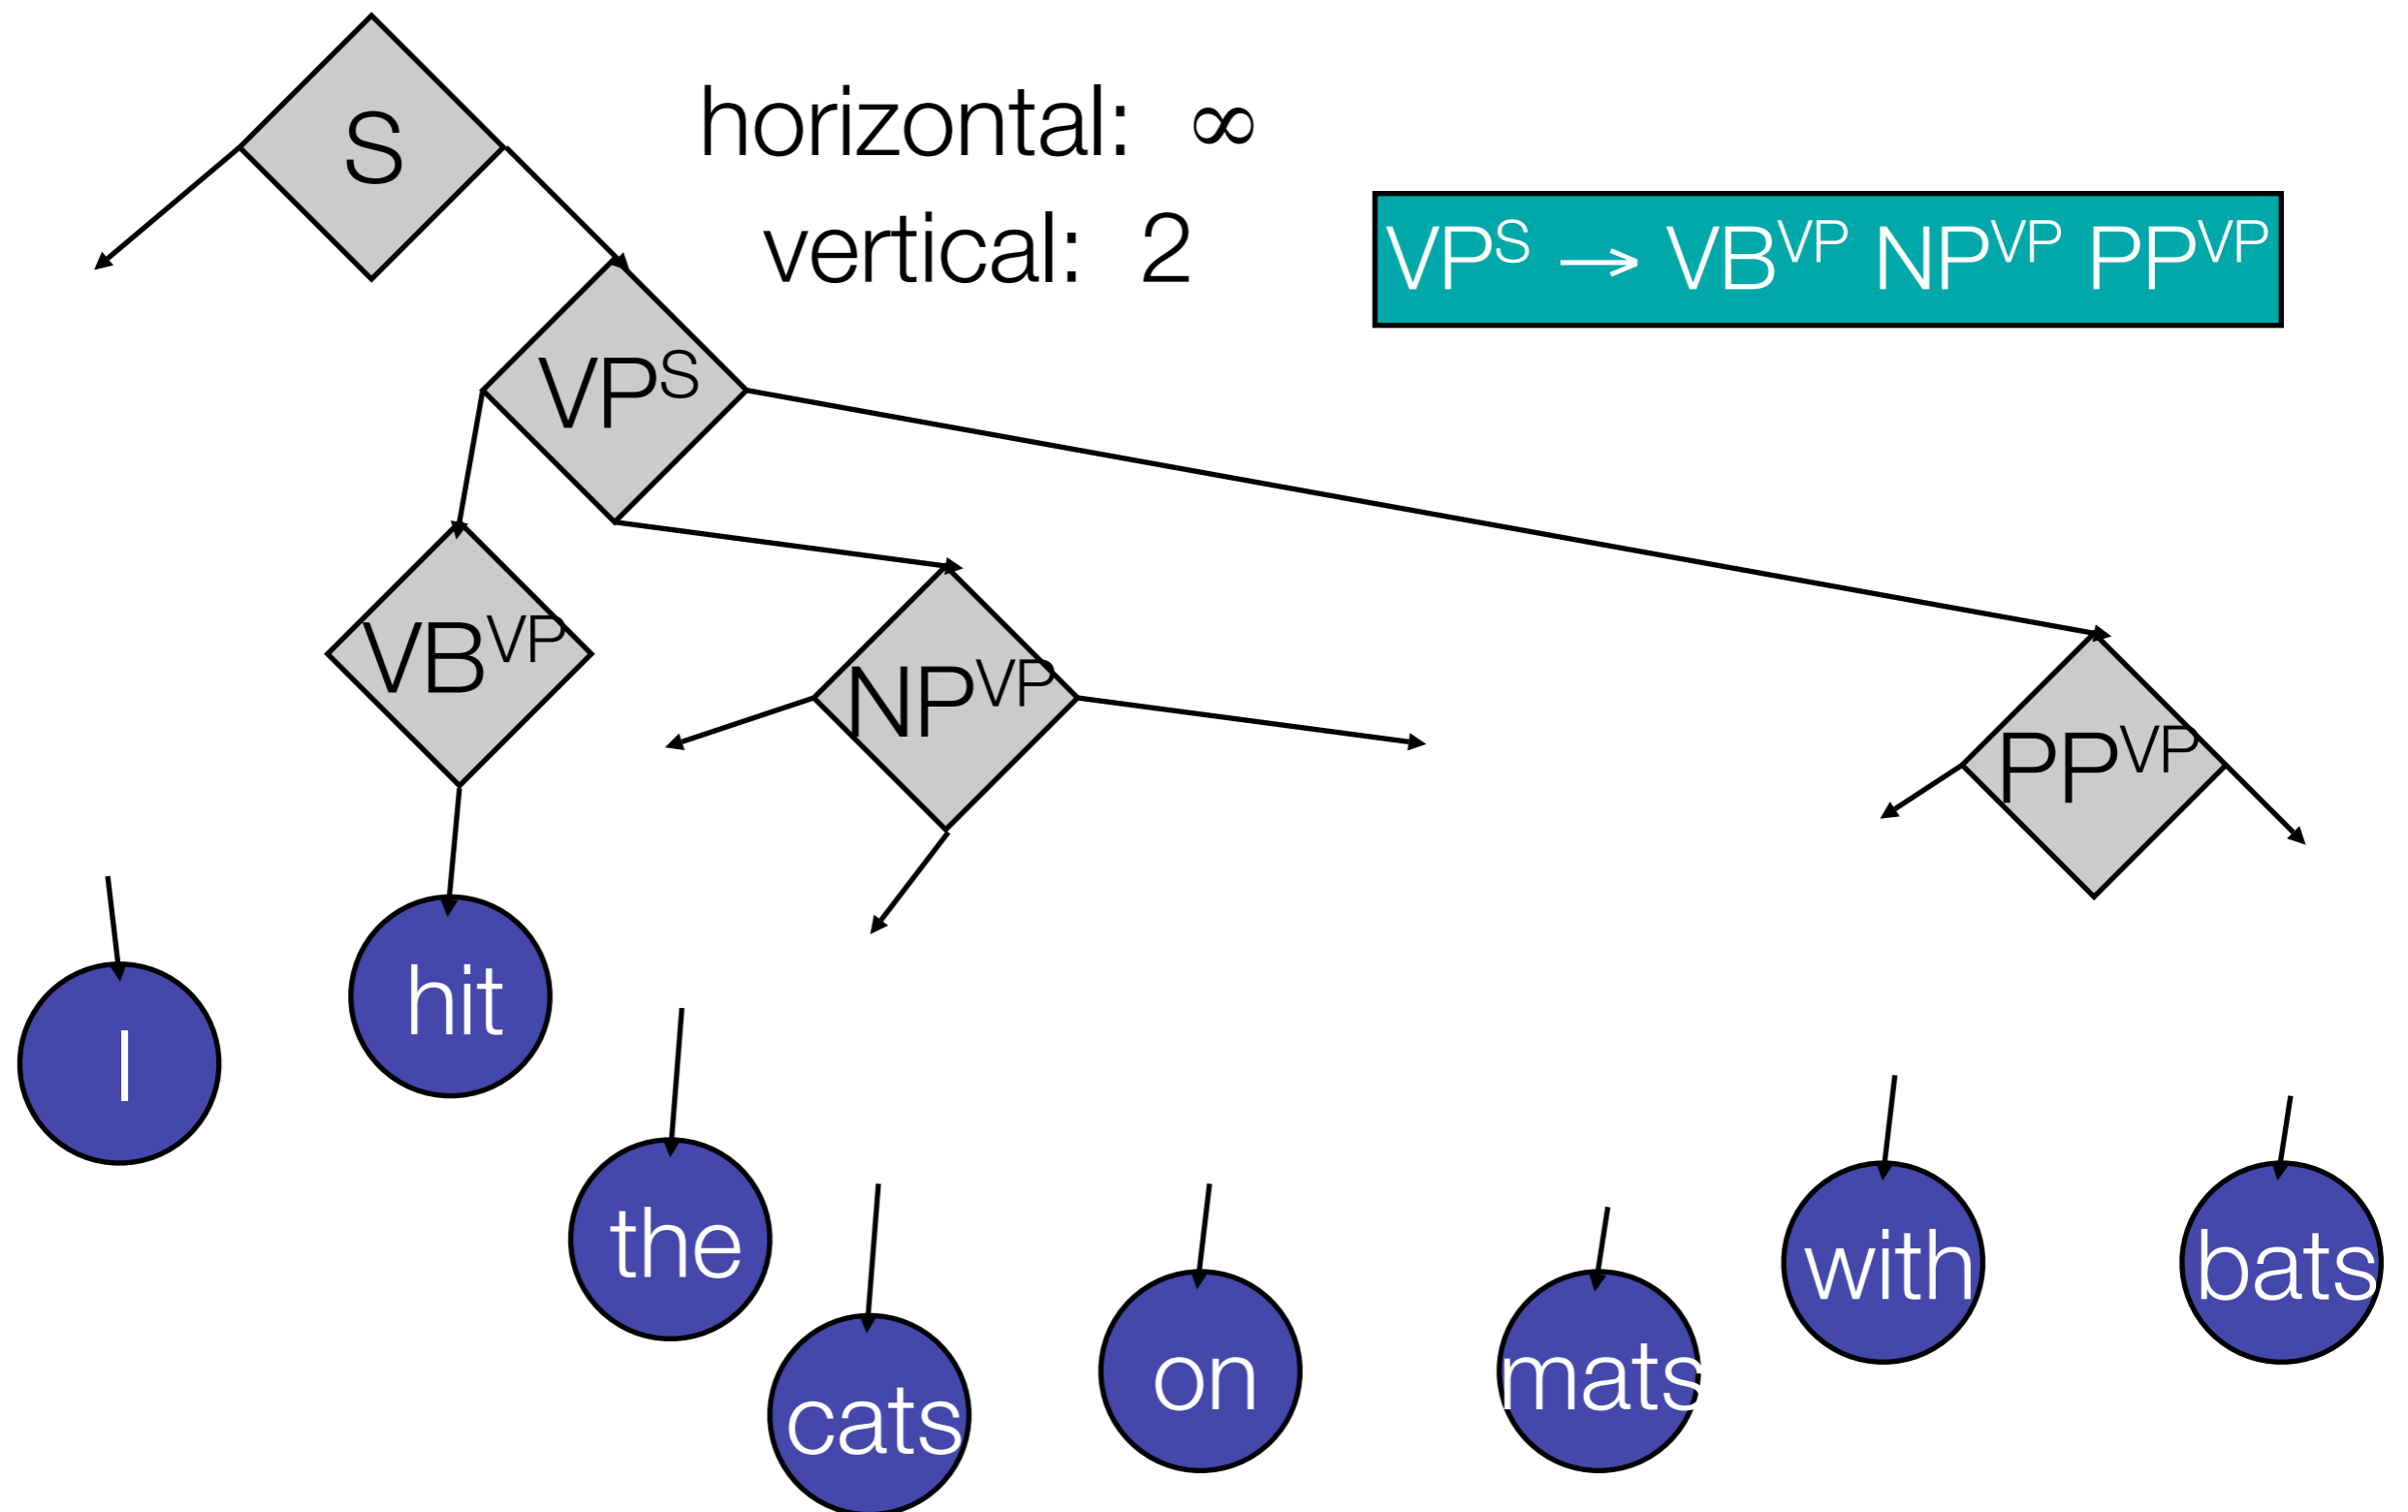 S
horizontal: ∞
vertical: 2
VP^S → VB^VP NP^VP PP^VP
VP^S
VB^VP
NP^VP
PP^VP
I
hit
the
cats
on
mats
with
bats